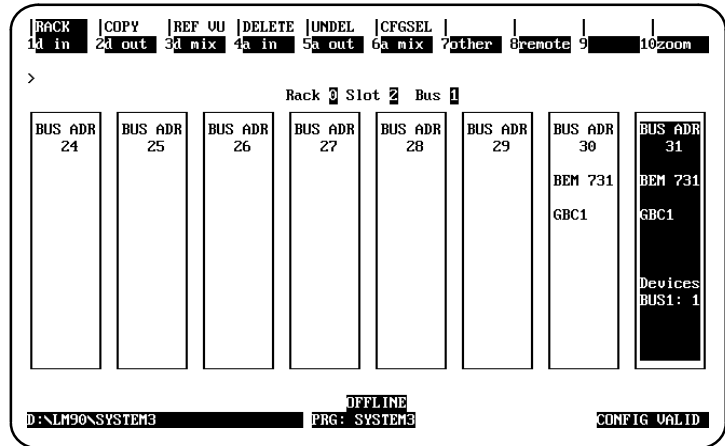 |RACK |COPY |REF VU |DELETE |UNDEL |CFGSEL | | | |
1d in 2d out 3d mix 4a in 5a out 6a mix 7other 8remote 9 10zoom
>
Rack 0 Slot 2 Bus 1
BUS ADR BUS ADR BUS ADR BUS ADR BUS ADR BUS ADR BUS ADR BUS ADR
24 25 26 27 28 29 30 31
BEM 731 BEM 731
GBC1 GBC1
Devices
BUS1: 1
OFFLINE
D:\LM90\SYSTEM3 PRG: SYSTEM3 CONFIG VALID